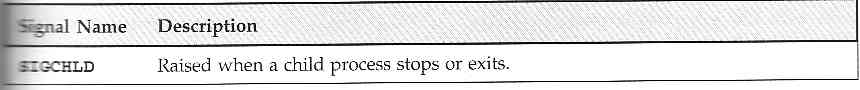 Signal Name Description
SIGCHLD Raised when a child process stops or exits.